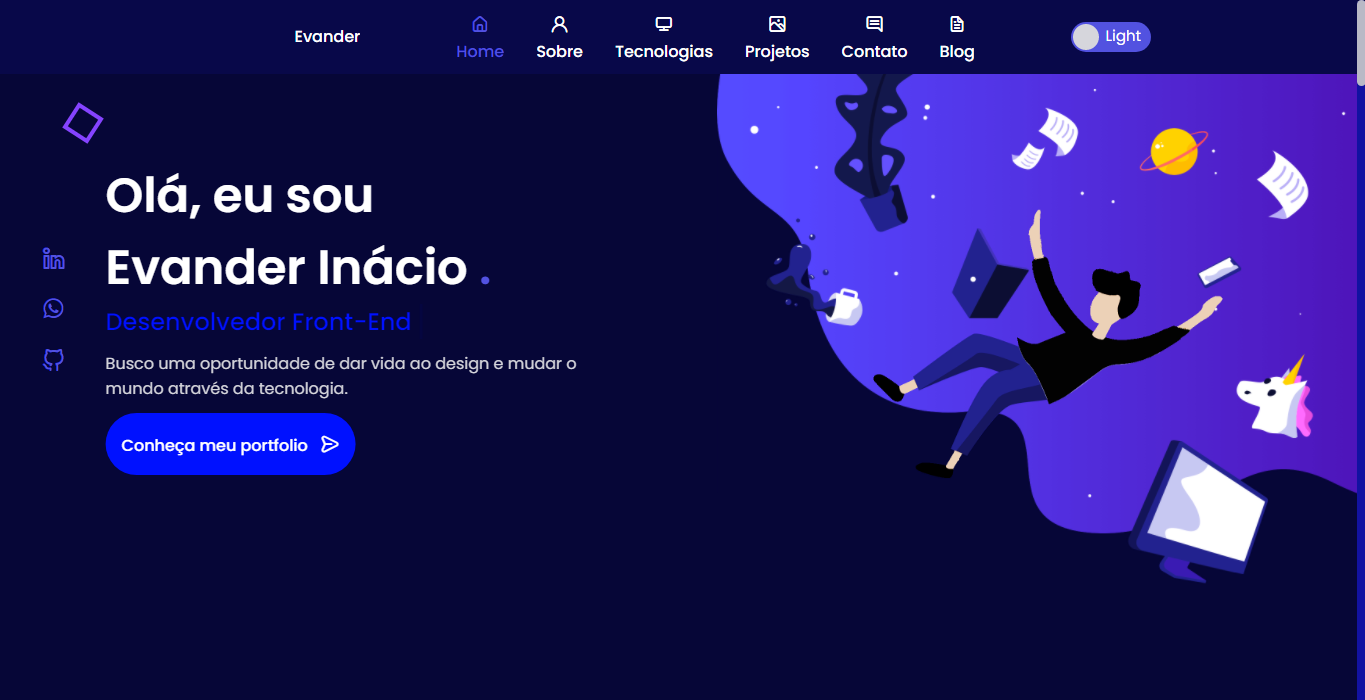 Evander
Home
Sobre
Tecnologias
Projetos
Contato
Blog
Light
Olá, eu sou
Evander Inácio .
Desenvolvedor Front-End
Busco uma oportunidade de dar vida ao design e mudar o
mundo através da tecnologia.
Conheça meu portfolio